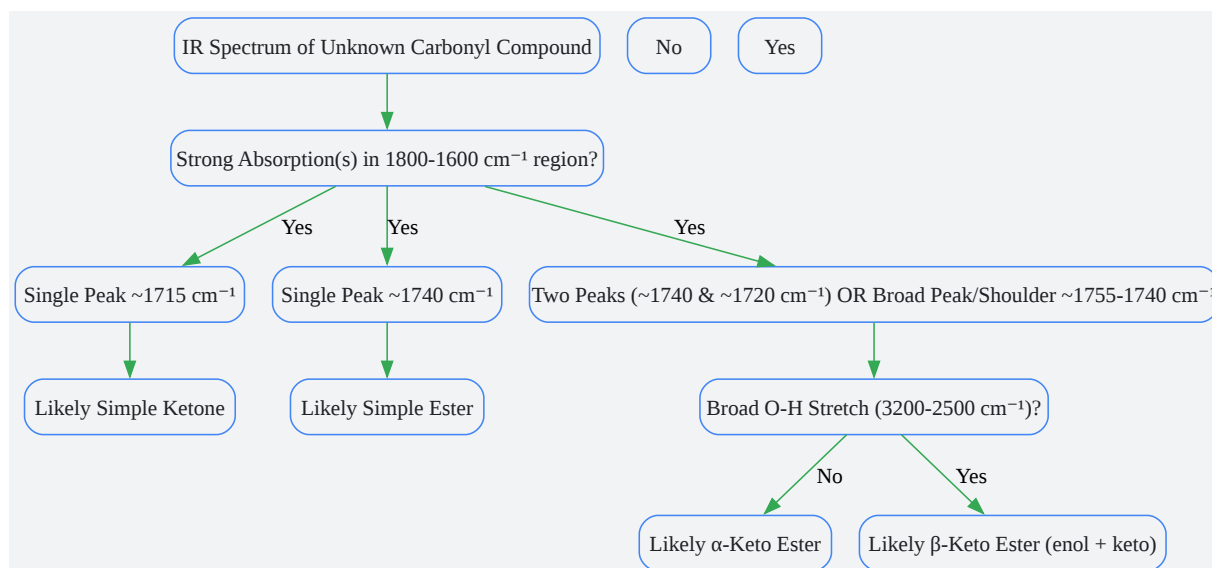 IR Spectrum of Unknown Carbonyl Compound
No
Yes
Strong Absorption(s) in 1800-1600 cm⁻¹ region?
Yes
Yes
Yes
Single Peak ~1715 cm⁻¹
Single Peak ~1740 cm⁻¹
Two Peaks (~1740 & ~1720 cm⁻¹) OR Broad Peak/Shoulder ~1755-1740 cm⁻¹
Likely Simple Ketone
Likely Simple Ester
Broad O-H Stretch (3200-2500 cm⁻¹)?
No
Yes
Likely α-Keto Ester
Likely β-Keto Ester (enol + keto)